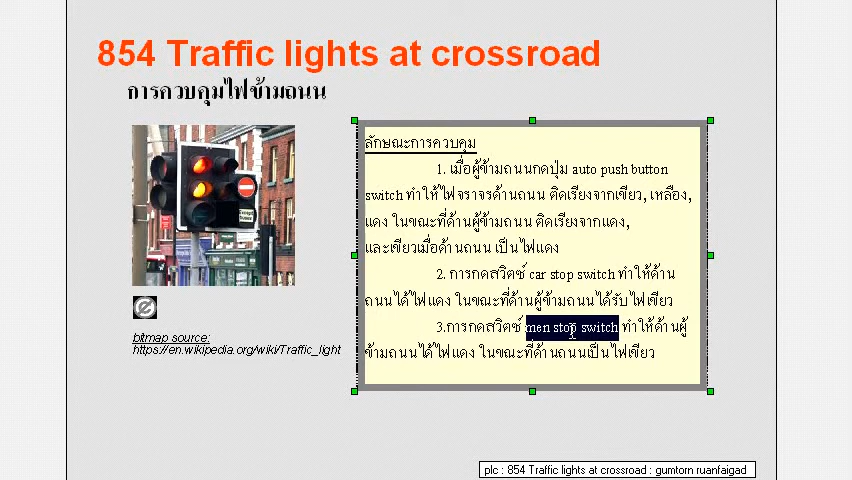 854 Traffic lights at crossroad
การควบคุมไฟข้ามถนน
ลักษณะการควบคุม
1. เมื่อผู้ข้ามถนนกดปุ่ม auto push button
switch ทำให้ไฟจราจรด้านถนน ติดเรียงจากเขียว, เหลือง,
แดง ในขณะที่ด้านผู้ข้ามถนน ติดเรียงจากแดง,
และเขียวเมื่อด้านถนน เป็นไฟแดง
2. การกดสวิตซ์ car stop switch ทำให้ด้าน
ถนนได้ไฟแดง ในขณะที่ด้านผู้ข้ามถนนได้รับไฟเขียว
3.การกดสวิตซ์ men stop switch ทำให้ด้านผู้
ข้ามถนนได้ไฟแดง ในขณะที่ด้านถนนเป็นไฟเขียว
Except
buses
bitmap source:
https://en.wikipedia.org/wiki/Traffic_light
plc : 854 Traffic lights at crossroad : gumtorn ruanfaigad